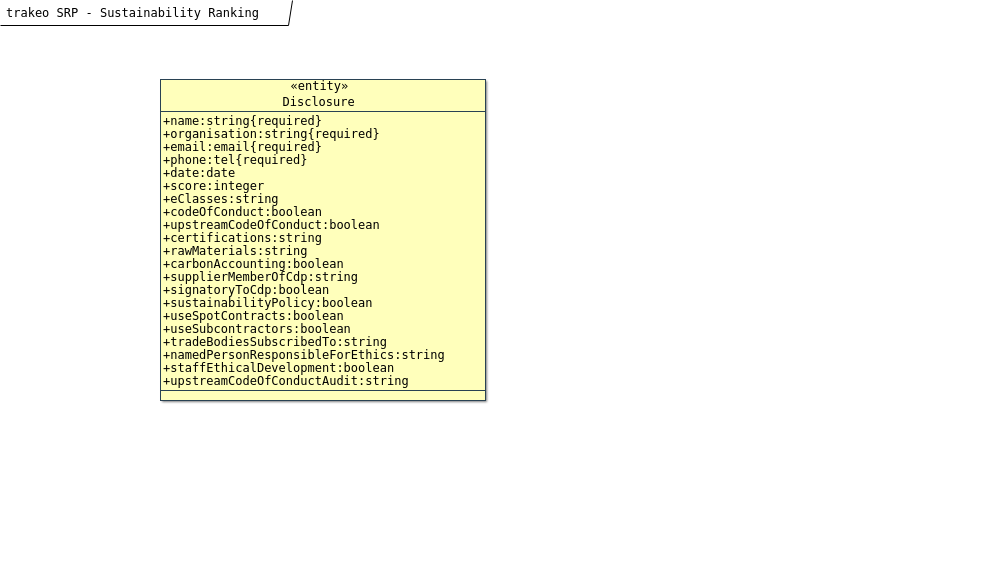 trakeo SRP - Sustainability Ranking
«entity»
Disclosure
+name:string{required}
+organisation:string{required}
+email:email{required}
+phone:tel{required}
+date:date
+score:integer
+eClasses:string
+codeOfConduct:boolean
+upstreamCodeOfConduct:boolean
+certifications:string
+rawMaterials:string
+carbonAccounting:boolean
+supplierMemberOfCdp:string
+signatoryToCdp:boolean
+sustainabilityPolicy:boolean
+useSpotContracts:boolean
+useSubcontractors:boolean
+tradeBodiesSubscribedTo:string
+namedPersonResponsibleForEthics:string
+staffEthicalDevelopment:boolean
+upstreamCodeOfConductAudit:string